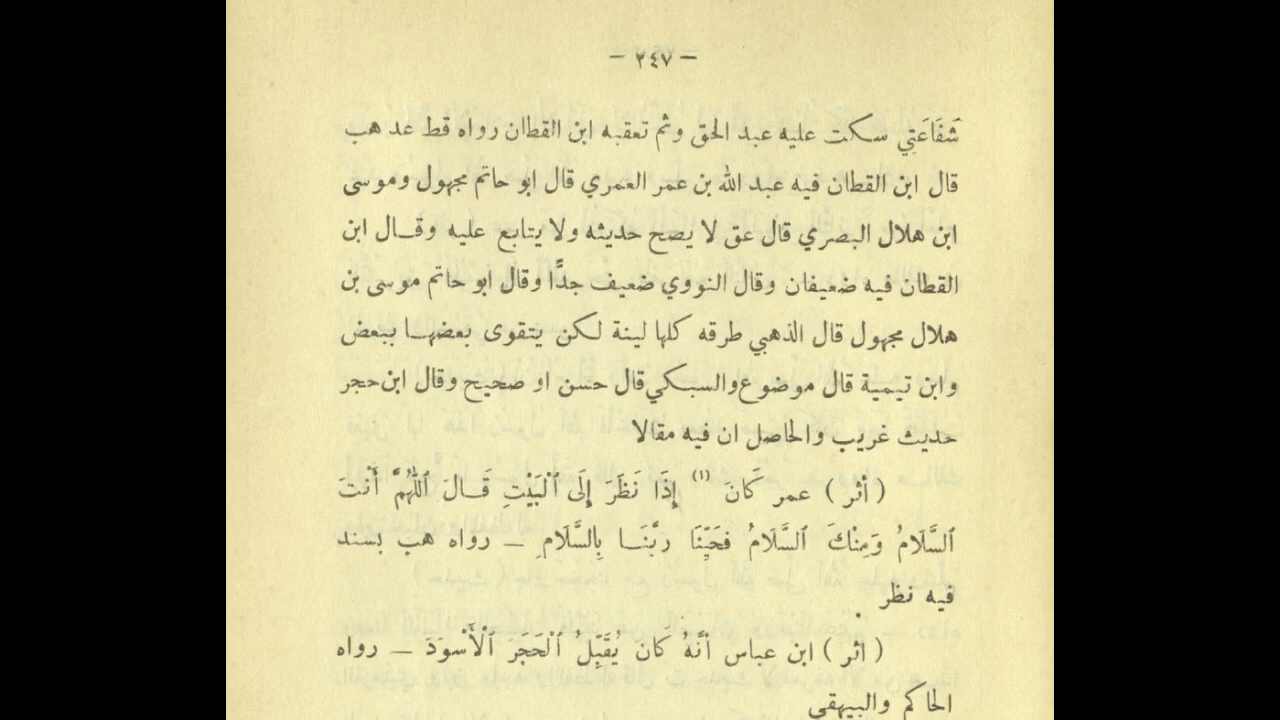 — ٢٤٧ —
شَفَاعَتِي سكت عليه عبد الحق وثم تعقبه ابن القطان رواه قط عد هب
قال ابن القطان فيه عبد الله بن عمر العمري قال ابو حاتم مجهول وموسى
ابن هلال البصري قال عق لا يصح حديثه ولا يتابع عليه وقال ابن
القطان فيه ضعيفان وقال النووي ضعيف جدًّا وقال ابو حاتم موسى بن
هلال مجهول قال الذهبي طرقه كلها لينة لكن يتقوى بعضها ببعض
وابن تيمية قال موضوع والسبكي قال حسن او صحيح وقال ابن حجر
حديث غريب والحاصل ان فيه مقالا
( أثر ) عمر كَانَ (١) إِذَا نَظَرَ إِلَى ٱلْبَيْتِ قَالَ ٱللّٰهُمَّ أَنْتَ
ٱلسَّلَامُ وَمِنْكَ ٱلسَّلَامُ فَحَيِّنَا رَبَّنَا بِالسَّلَامِ — رواه هب بسند
فيه نظر
( اثر ) ابن عباس أَنَّهُ كَانَ يُقَبِّلُ ٱلْحَجَرَ ٱلْأَسْوَدَ — رواه
الحاكم والبيهقي